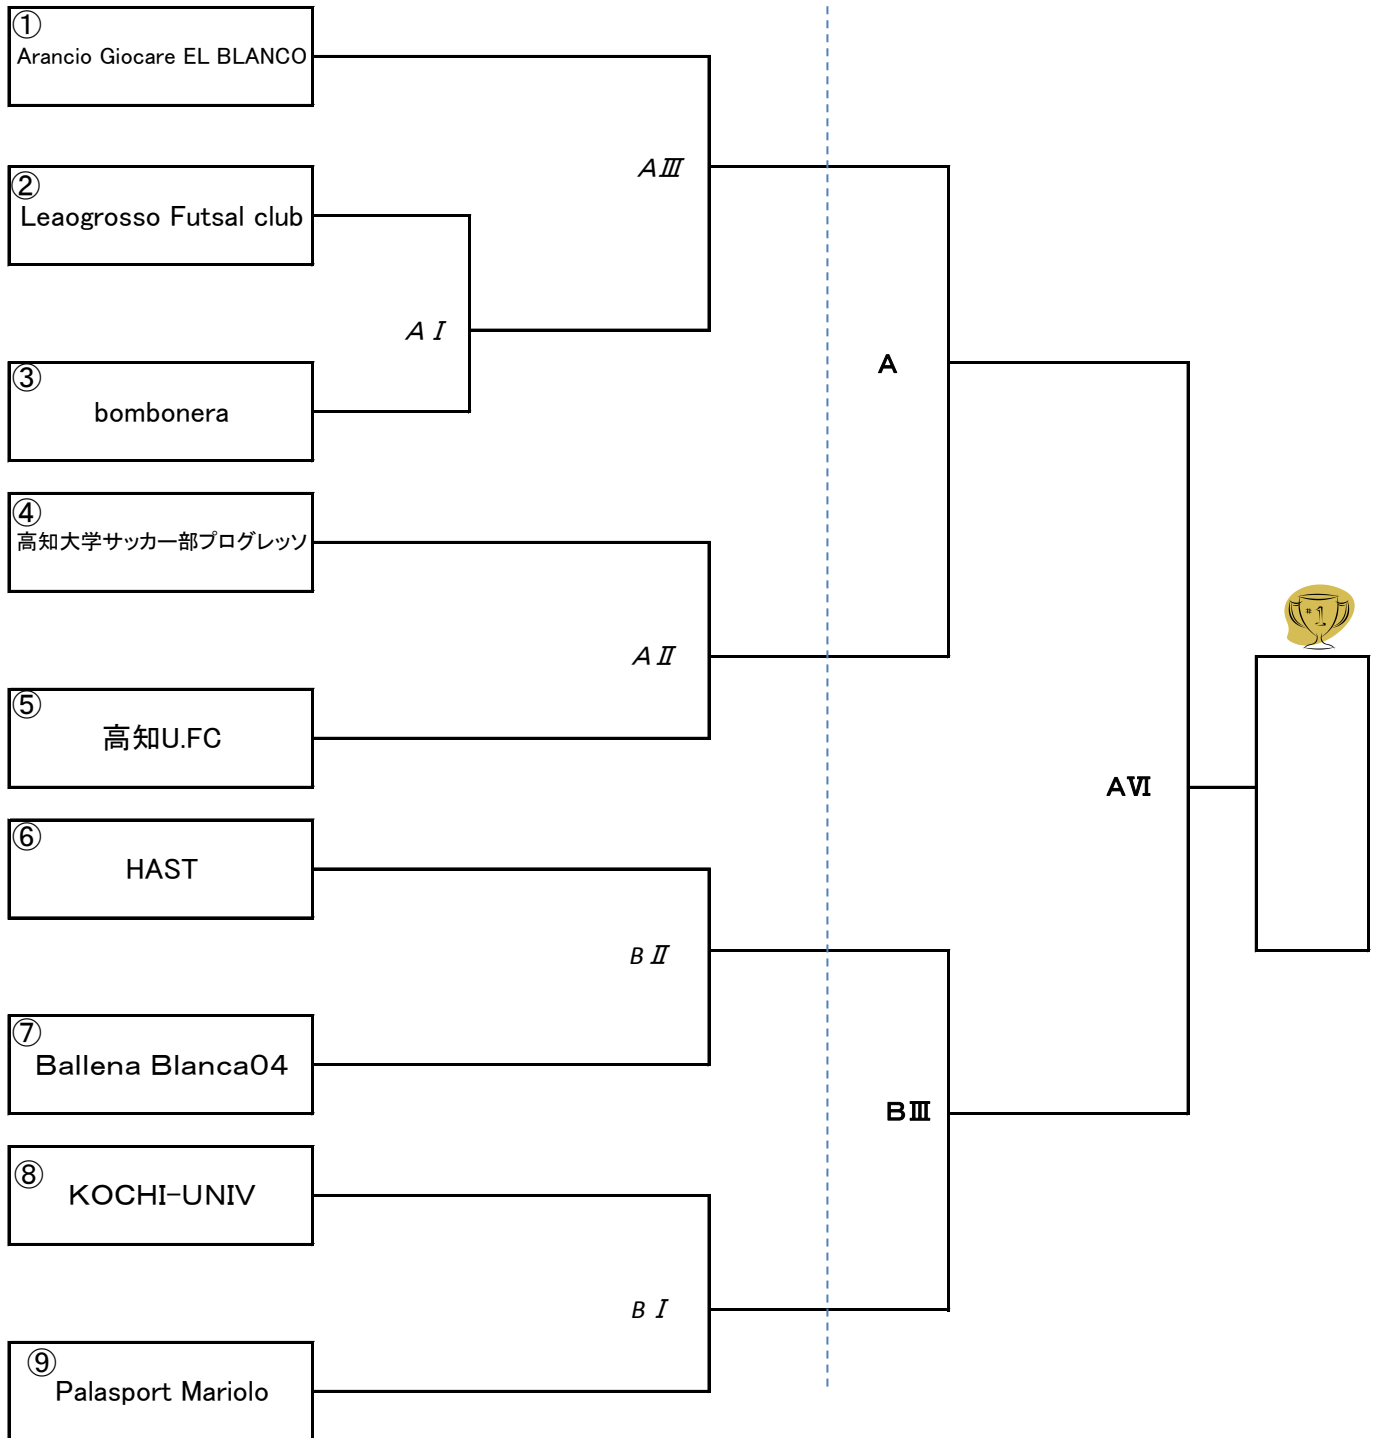 ①
Arancio Giocare EL BLANCO
AⅢ
②
Leaogrosso Futsal club
AⅠ
A
③
bombonera
④
高知大学サッカー部プログレッソ
#1
AⅡ
⑤
高知U.FC
AⅥ
⑥
HAST
BⅡ
⑦
Ballena Blanca04
BⅢ
⑧
KOCHI-UNIV
BⅠ
⑨
Palasport Mariolo